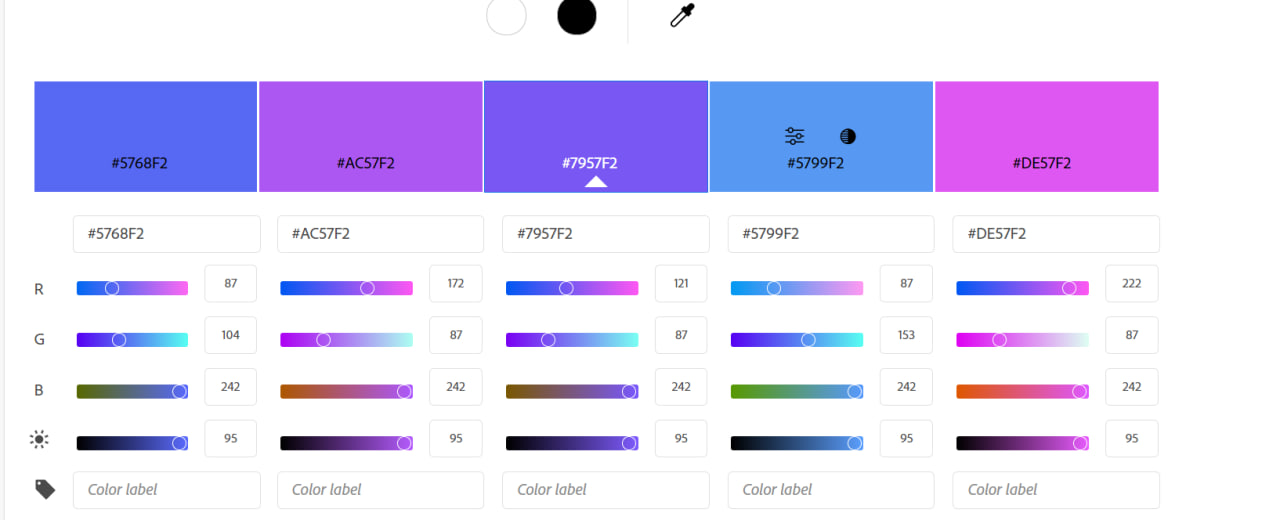 #5768F2 #AC57F2 #7957F2 #5799F2 #DE57F2
#5768F2 #AC57F2 #7957F2 #5799F2 #DE57F2
R 87 172 121 87 222
G 104 87 87 153 87
B 242 242 242 242 242
95 95 95 95 95
Color label Color label Color label Color label Color label